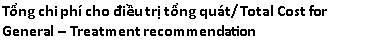 Tổng chi phí cho điều trị tổng quát/ Total Cost for
General – Treatment recommendation